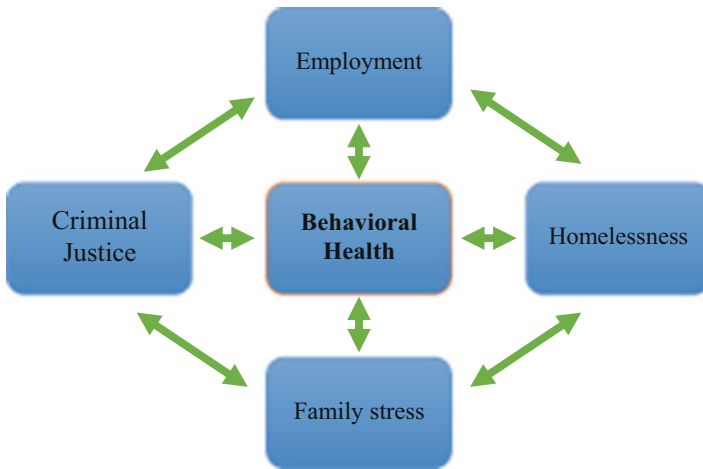 Employment
Criminal
Justice
Behavioral
Health
Homelessness
Family stress